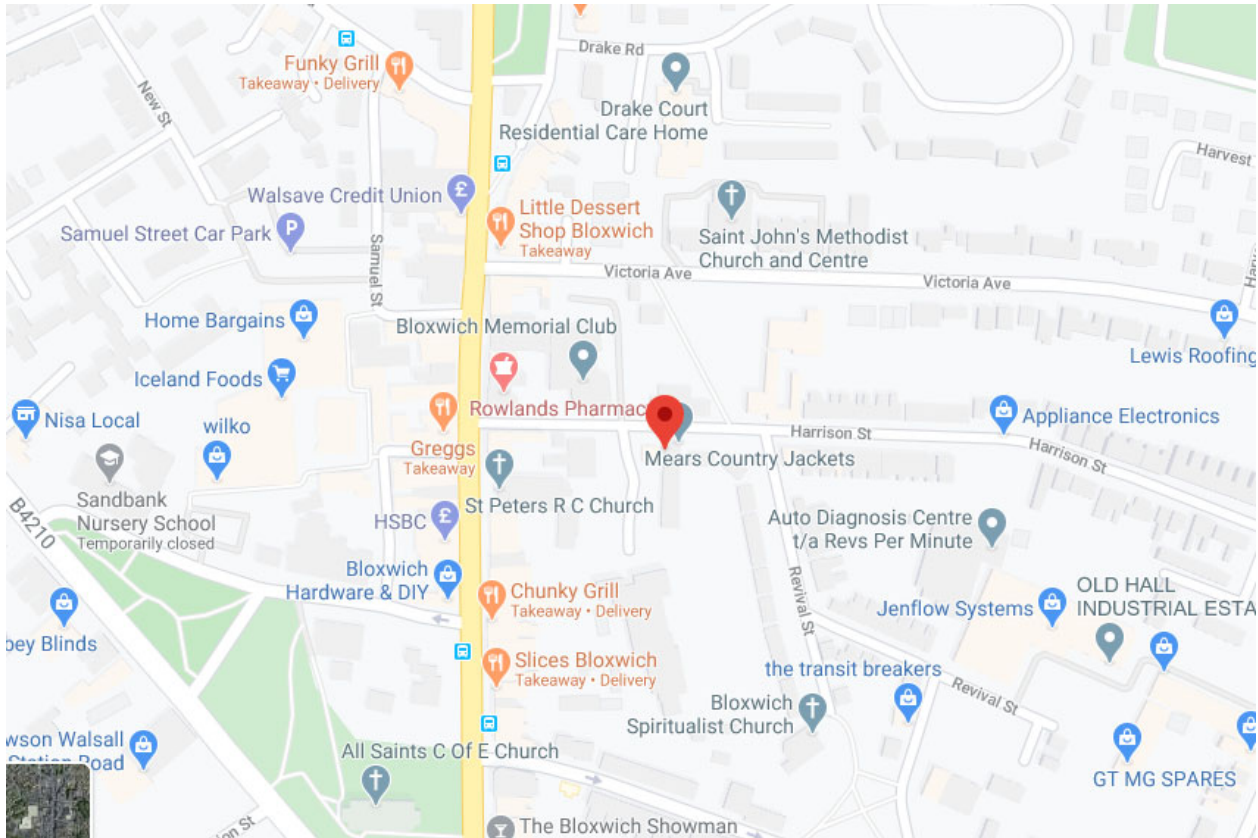 Drake Rd
Funky Grill
Takeaway • Delivery
New St
Drake Court
Residential Care Home
Harvest
Walsave Credit Union
£
Little Dessert
Shop Bloxwich
Takeaway
Samuel Street Car Park
P
Samuel St
Saint John's Methodist
Church and Centre
Victoria Ave
Victoria Ave
Home Bargains
Bloxwich Memorial Club
Lewis Roofing
Iceland Foods
Nisa Local
wilko
Rowlands Pharmac
Appliance Electronics
Greggs
Takeaway
Harrison St
Harrison St
Mears Country Jackets
Sandbank
Nursery School
Temporarily closed
St Peters R C Church
B4210
HSBC
£
Auto Diagnosis Centre
t/a Revs Per Minute
Bloxwich
Hardware & DIY
Chunky Grill
Takeaway • Delivery
Revival St
OLD HALL
INDUSTRIAL ESTA
Jenflow Systems
bey Blinds
Slices Bloxwich
Takeaway • Delivery
the transit breakers
Revival St
Bloxwich
Spiritualist Church
wson Walsall
Station Road
All Saints C Of E Church
GT MG SPARES
on St
The Bloxwich Showman